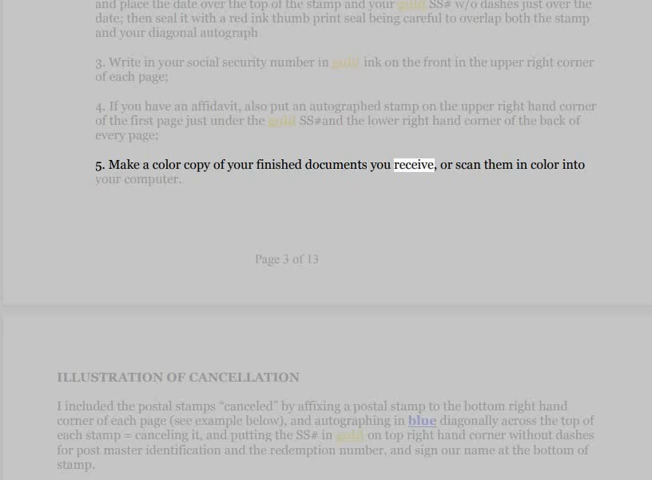 and place the date over the top of the stamp and your gold SS# w/o dashes just over the
date; then seal it with a red ink thumb print seal being careful to overlap both the stamp
and your diagonal autograph
3. Write in your social security number in gold ink on the front in the upper right corner
of each page;
4. If you have an affidavit, also put an autographed stamp on the upper right hand corner
of the first page just under the gold SS#and the lower right hand corner of the back of
every page;
5. Make a color copy of your finished documents you receive, or scan them in color into
your computer.
Page 3 of 13
ILLUSTRATION OF CANCELLATION
I included the postal stamps “canceled” by affixing a postal stamp to the bottom right hand
corner of each page (see example below), and autographing in blue diagonally across the top of
each stamp = canceling it, and putting the SS# in gold on top right hand corner without dashes
for post master identification and the redemption number, and sign our name at the bottom of
stamp.